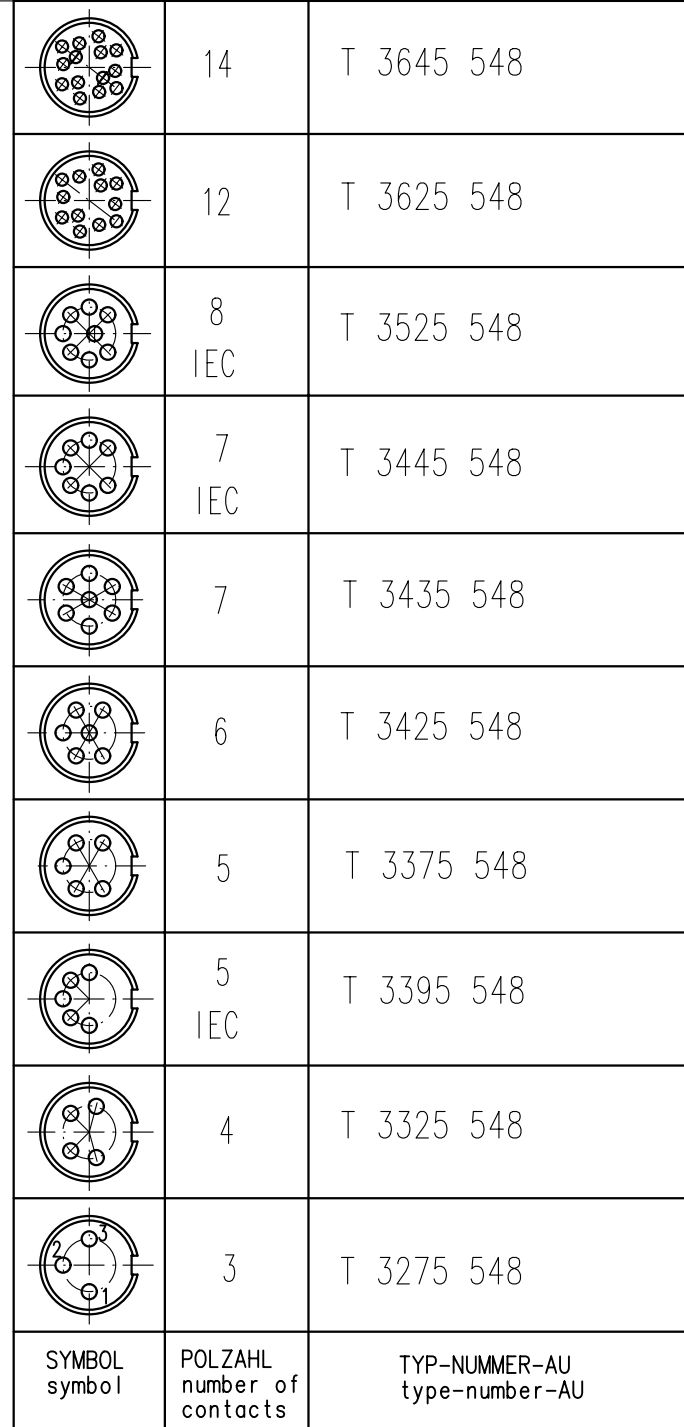 14 T 3645 548
12 T 3625 548
8 T 3525 548
IEC
7 T 3445 548
IEC
7 T 3435 548
6 T 3425 548
5 T 3375 548
5 T 3395 548
IEC
4 T 3325 548
3
2
1
3 T 3275 548
SYMBOL
symbol
POLZAHL
number of
contacts
TYP-NUMMER-AU
type-number-AU